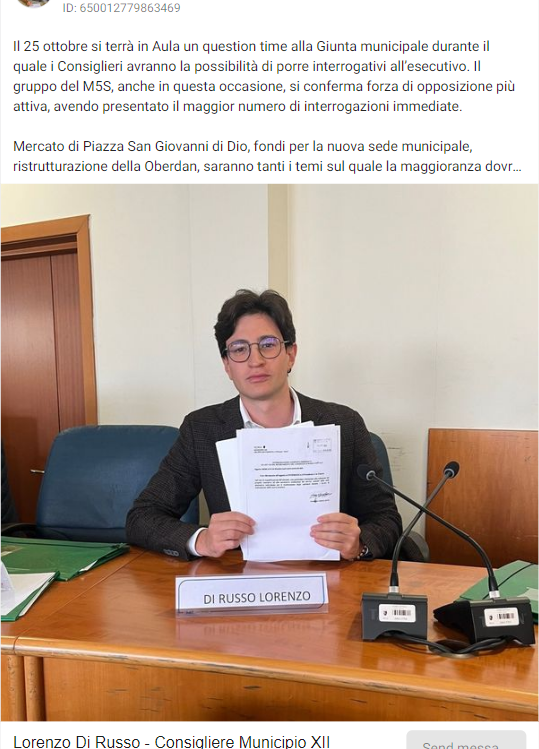 ID: 650012779863469
Il 25 ottobre si terrà in Aula un question time alla Giunta municipale durante il
quale i Consiglieri avranno la possibilità di porre interrogativi all'esecutivo. Il
gruppo del M5S, anche in questa occasione, si conferma forza di opposizione più
attiva, avendo presentato il maggior numero di interrogazioni immediate.
Mercato di Piazza San Giovanni di Dio, fondi per la nuova sede municipale,
ristrutturazione della Oberdan, saranno tanti i temi sul quale la maggioranza dovr...
DI RUSSO LORENZO
Lorenzo Di Russo - Consigliere Municipio XII
Send messa